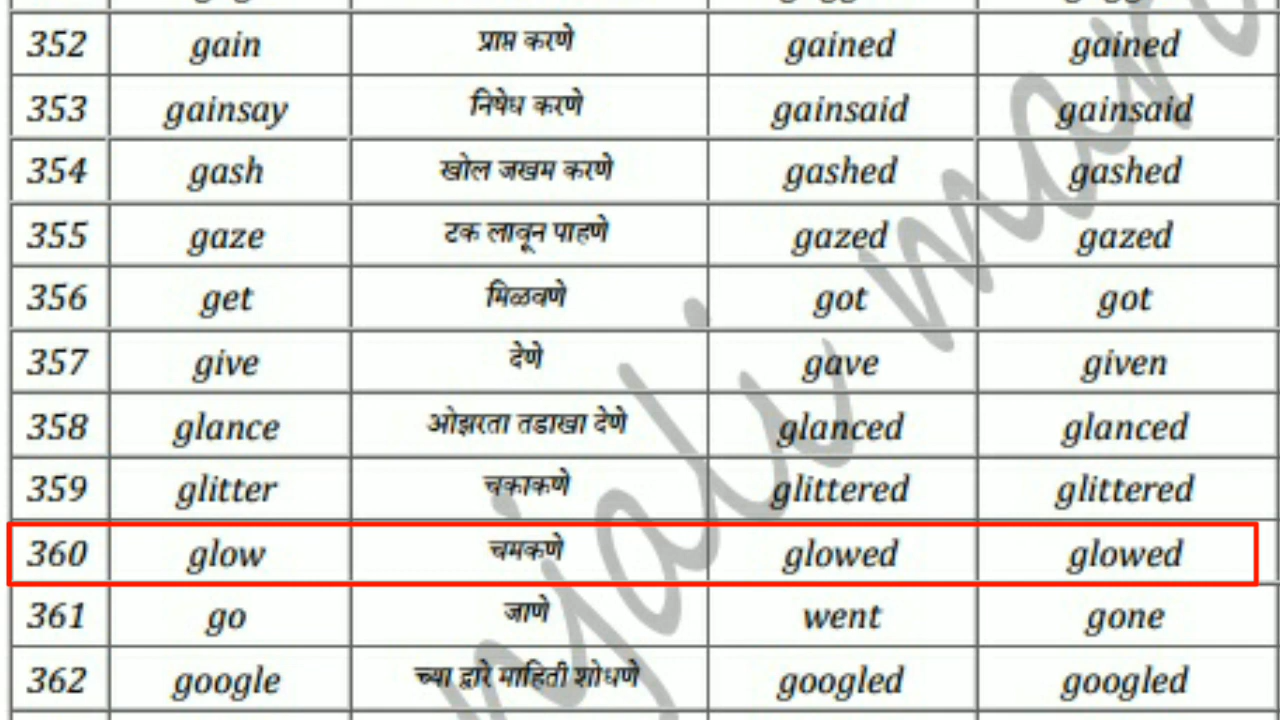 352 gain प्राप्त करणे gained gained
353 gainsay निषेध करणे gainsaid gainsaid
354 gash खोल जखम करणे gashed gashed
355 gaze टक लावून पाहणे gazed gazed
356 get मिळवणे got got
357 give देणे gave given
358 glance ओझरता तडाखा देणे glanced glanced
359 glitter चकाकणे glittered glittered
360 glow चमकणे glowed glowed
361 go जाणे went gone
362 google च्या द्वारे माहिती शोधणे googled googled